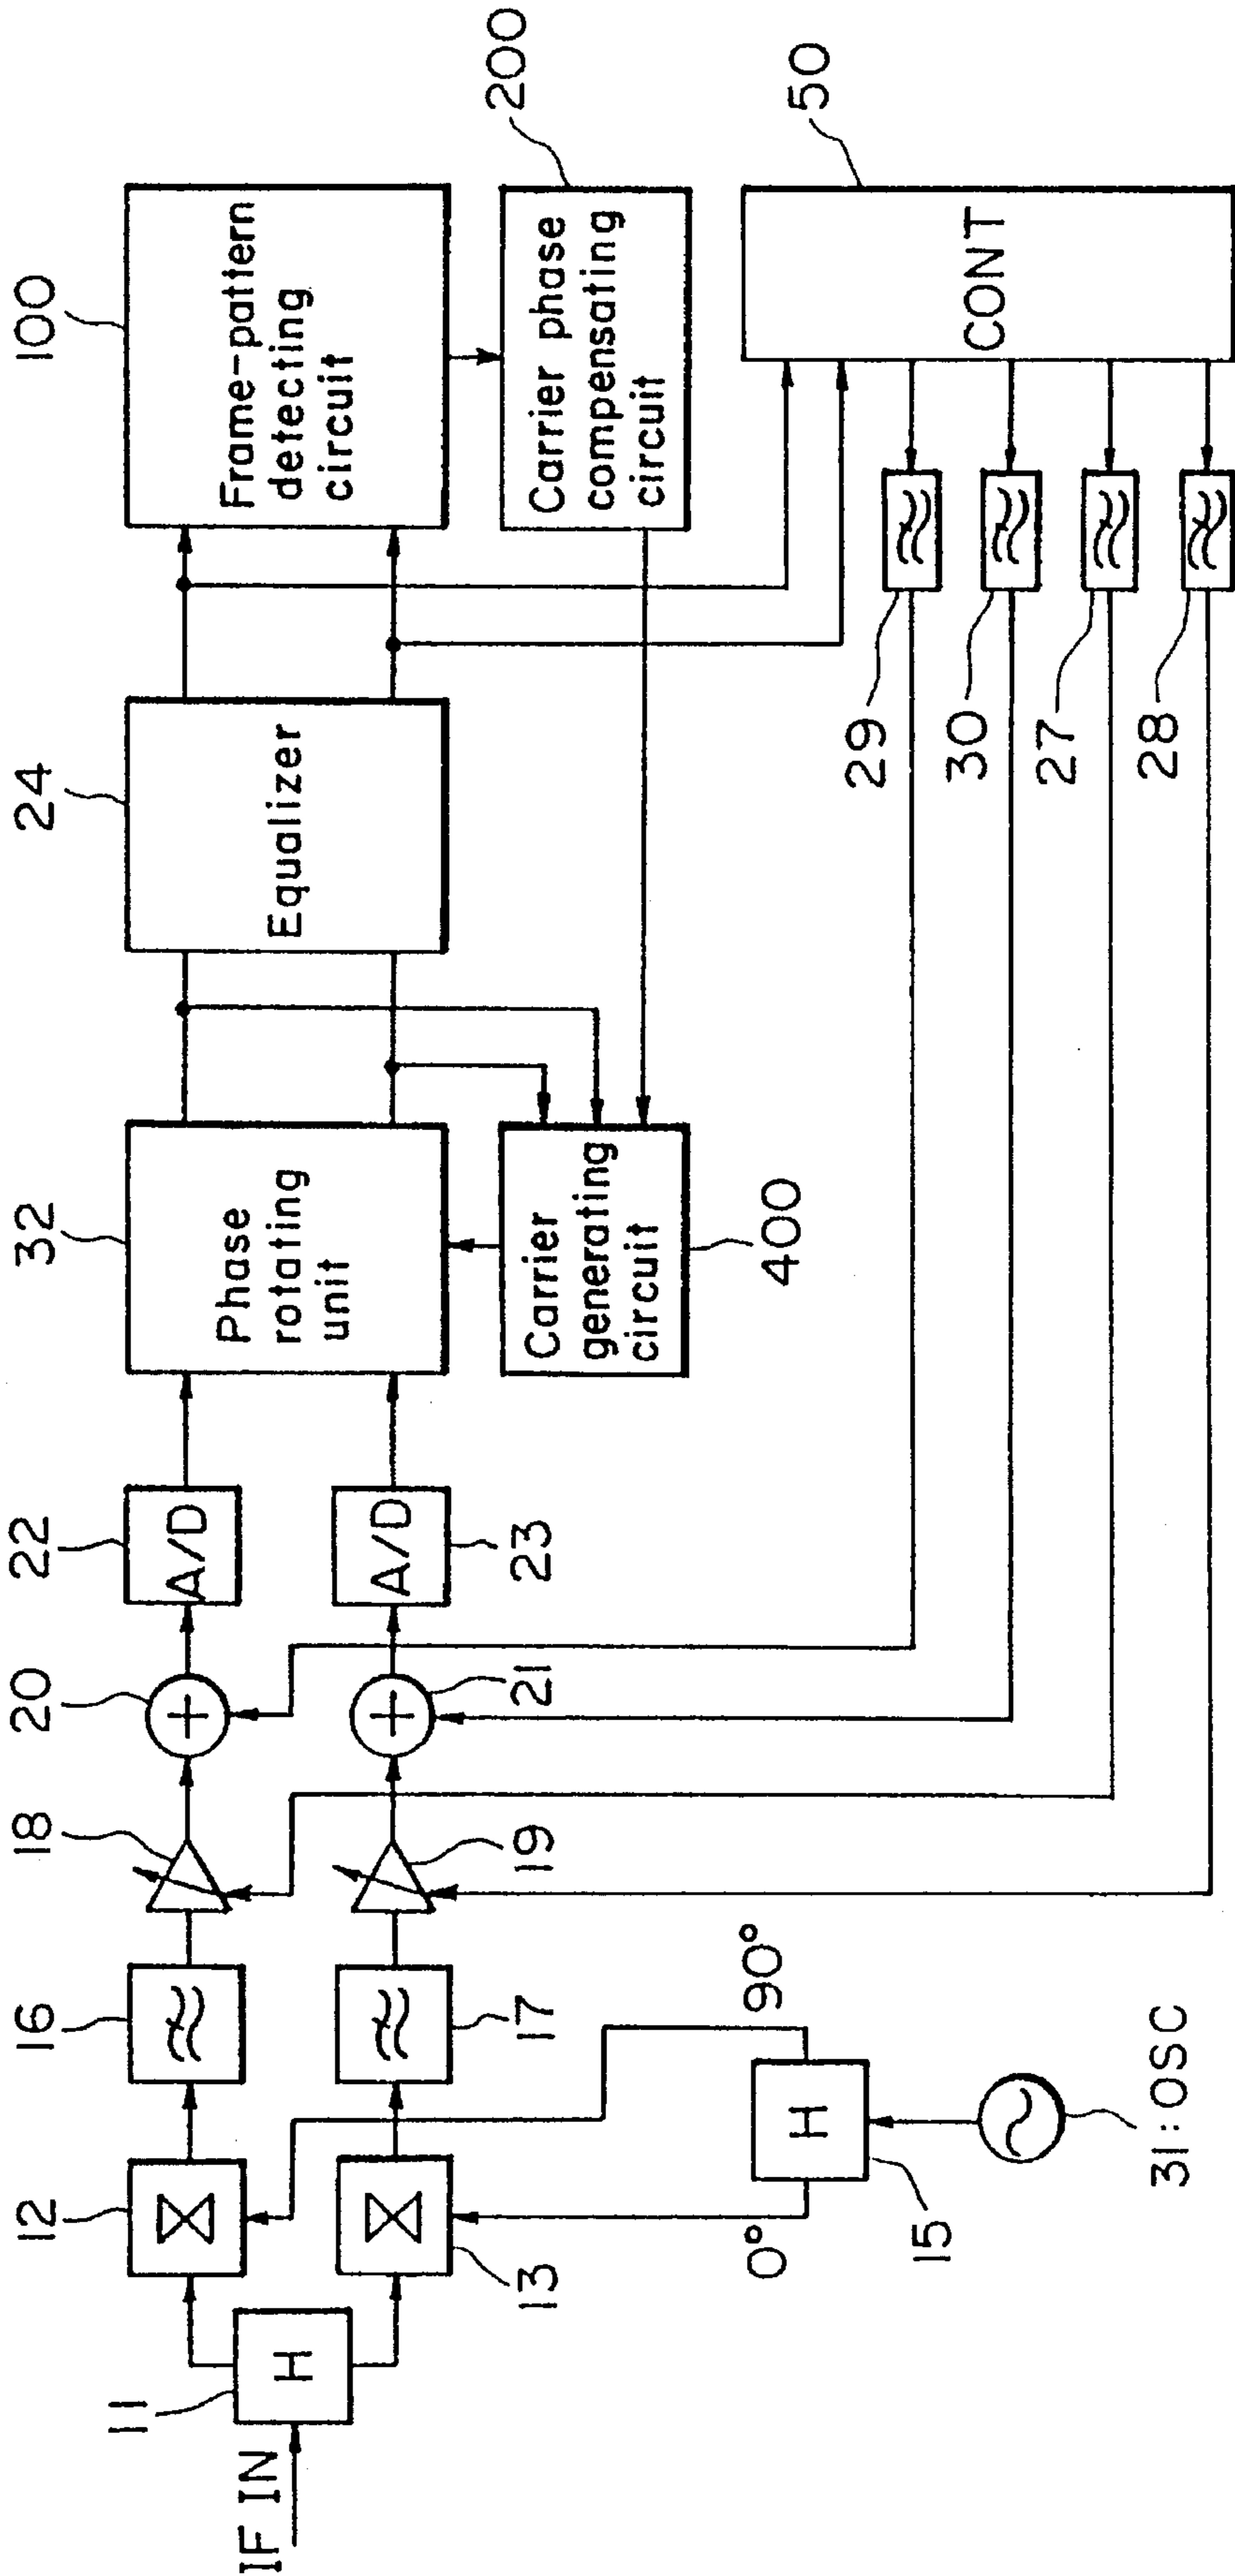 IF IN
11
H
12
13
0°
90°
H
15
31:OSC
16
17
18
19
20
21
22
A/D
23
A/D
32
Phase
rotating
unit
Carrier
generating
circuit
400
24
Equalizer
100
Frame-pattern
detecting
circuit
200
Carrier phase
compensating
circuit
50
CONT
29
30
27
28